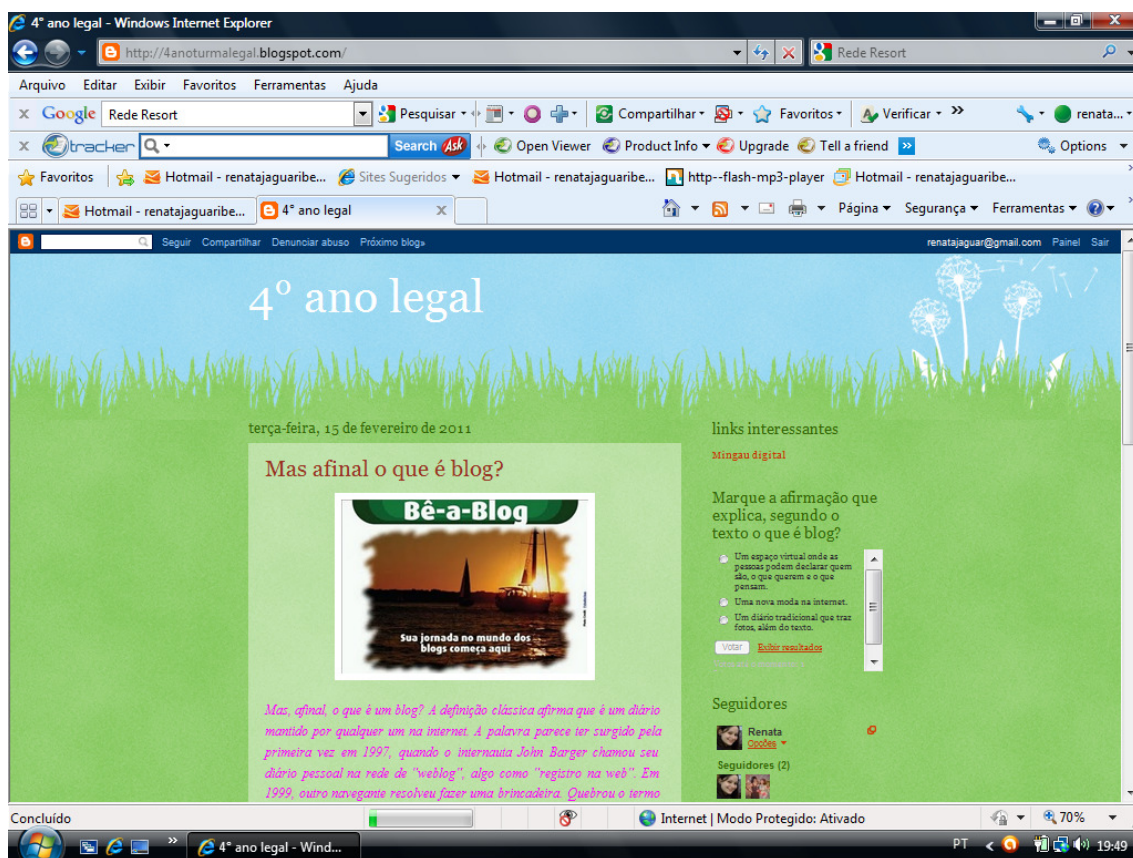 4° ano legal - Windows Internet Explorer
http://4anoturmalegal.blogspot.com/
Rede Resort
Arquivo Editar Exibir Favoritos Ferramentas Ajuda
x Google Rede Resort Pesquisar Compartilhar Favoritos Verificar » renata...
x tracker Search Ask Open Viewer Product Info Upgrade Tell a friend » Options
Favoritos Hotmail - renatajaguaribe... Sites Sugeridos Hotmail - renatajaguaribe... http--flash-mp3-player Hotmail - renatajaguaribe...
Hotmail - renatajaguaribe... 4° ano legal x Página Segurança Ferramentas
Seguir Compartilhar Denunciar abuso Próximo blog» renatajaguar@gmail.com Painel Sair
4° ano legal
terça-feira, 15 de fevereiro de 2011
Mas afinal o que é blog?
Bê-a-Blog
Sua jornada no mundo dos
blogs começa aqui
Mas, afinal, o que é um blog? A definição clássica afirma que é um diário
mantido por qualquer um na internet. A palavra parece ter surgido pela
primeira vez em 1997, quando o internauta John Barger chamou seu
diário pessoal na rede de "weblog", algo como "registro na web". Em
1999, outro navegante resolveu fazer uma brincadeira. Quebrou o termo
links interessantes
Mingau digital
Marque a afirmação que
explica, segundo o
texto o que é blog?
Um espaço virtual onde as
pessoas podem declarar quem
são, o que querem e o que
pensam.
Uma nova moda na internet.
Um diário tradicional que traz
fotos, além do texto.
Votar Exibir resultados
Seguidores
Renata
Opções
Seguidores (2)
Concluído Internet | Modo Protegido: Ativado 70%
» 4° ano legal - Wind... PT 19:49